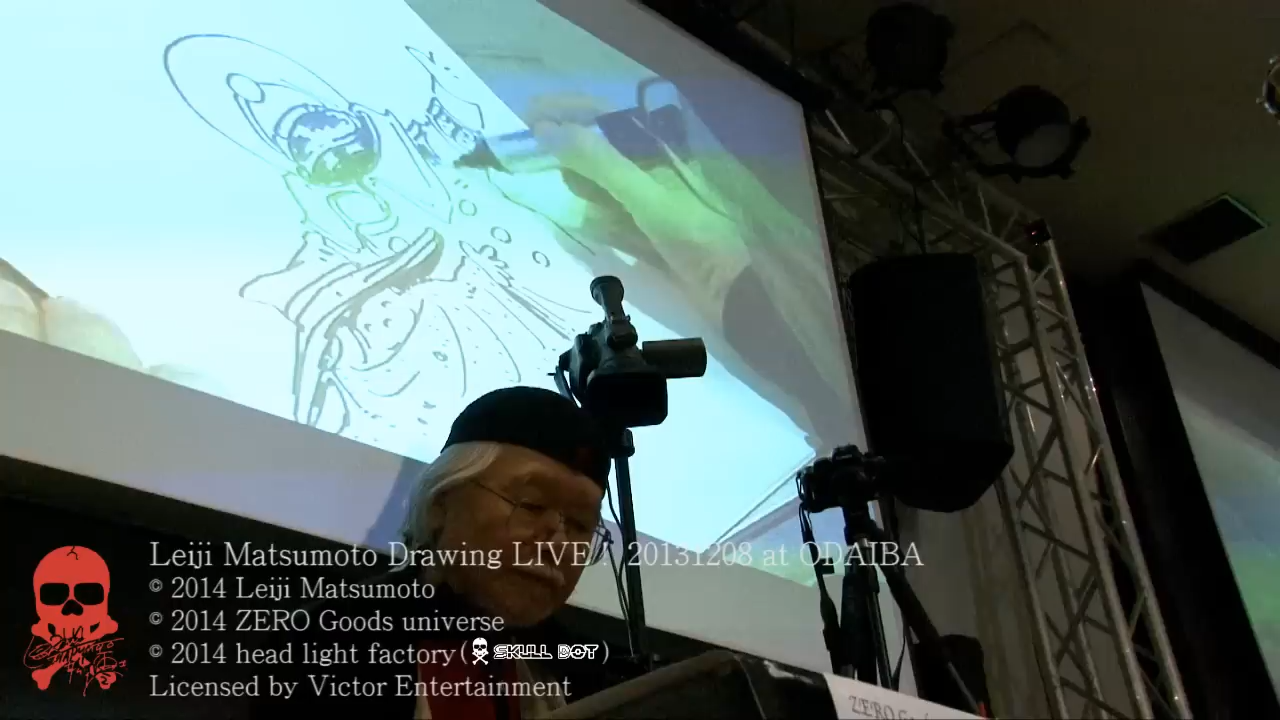 Leiji Matsumoto Drawing LIVE : 20131208 at ODAIBA
© 2014 Leiji Matsumoto
© 2014 ZERO Goods universe
© 2014 head light factory (SKULL DOT)
Licensed by Victor Entertainment
ZERO